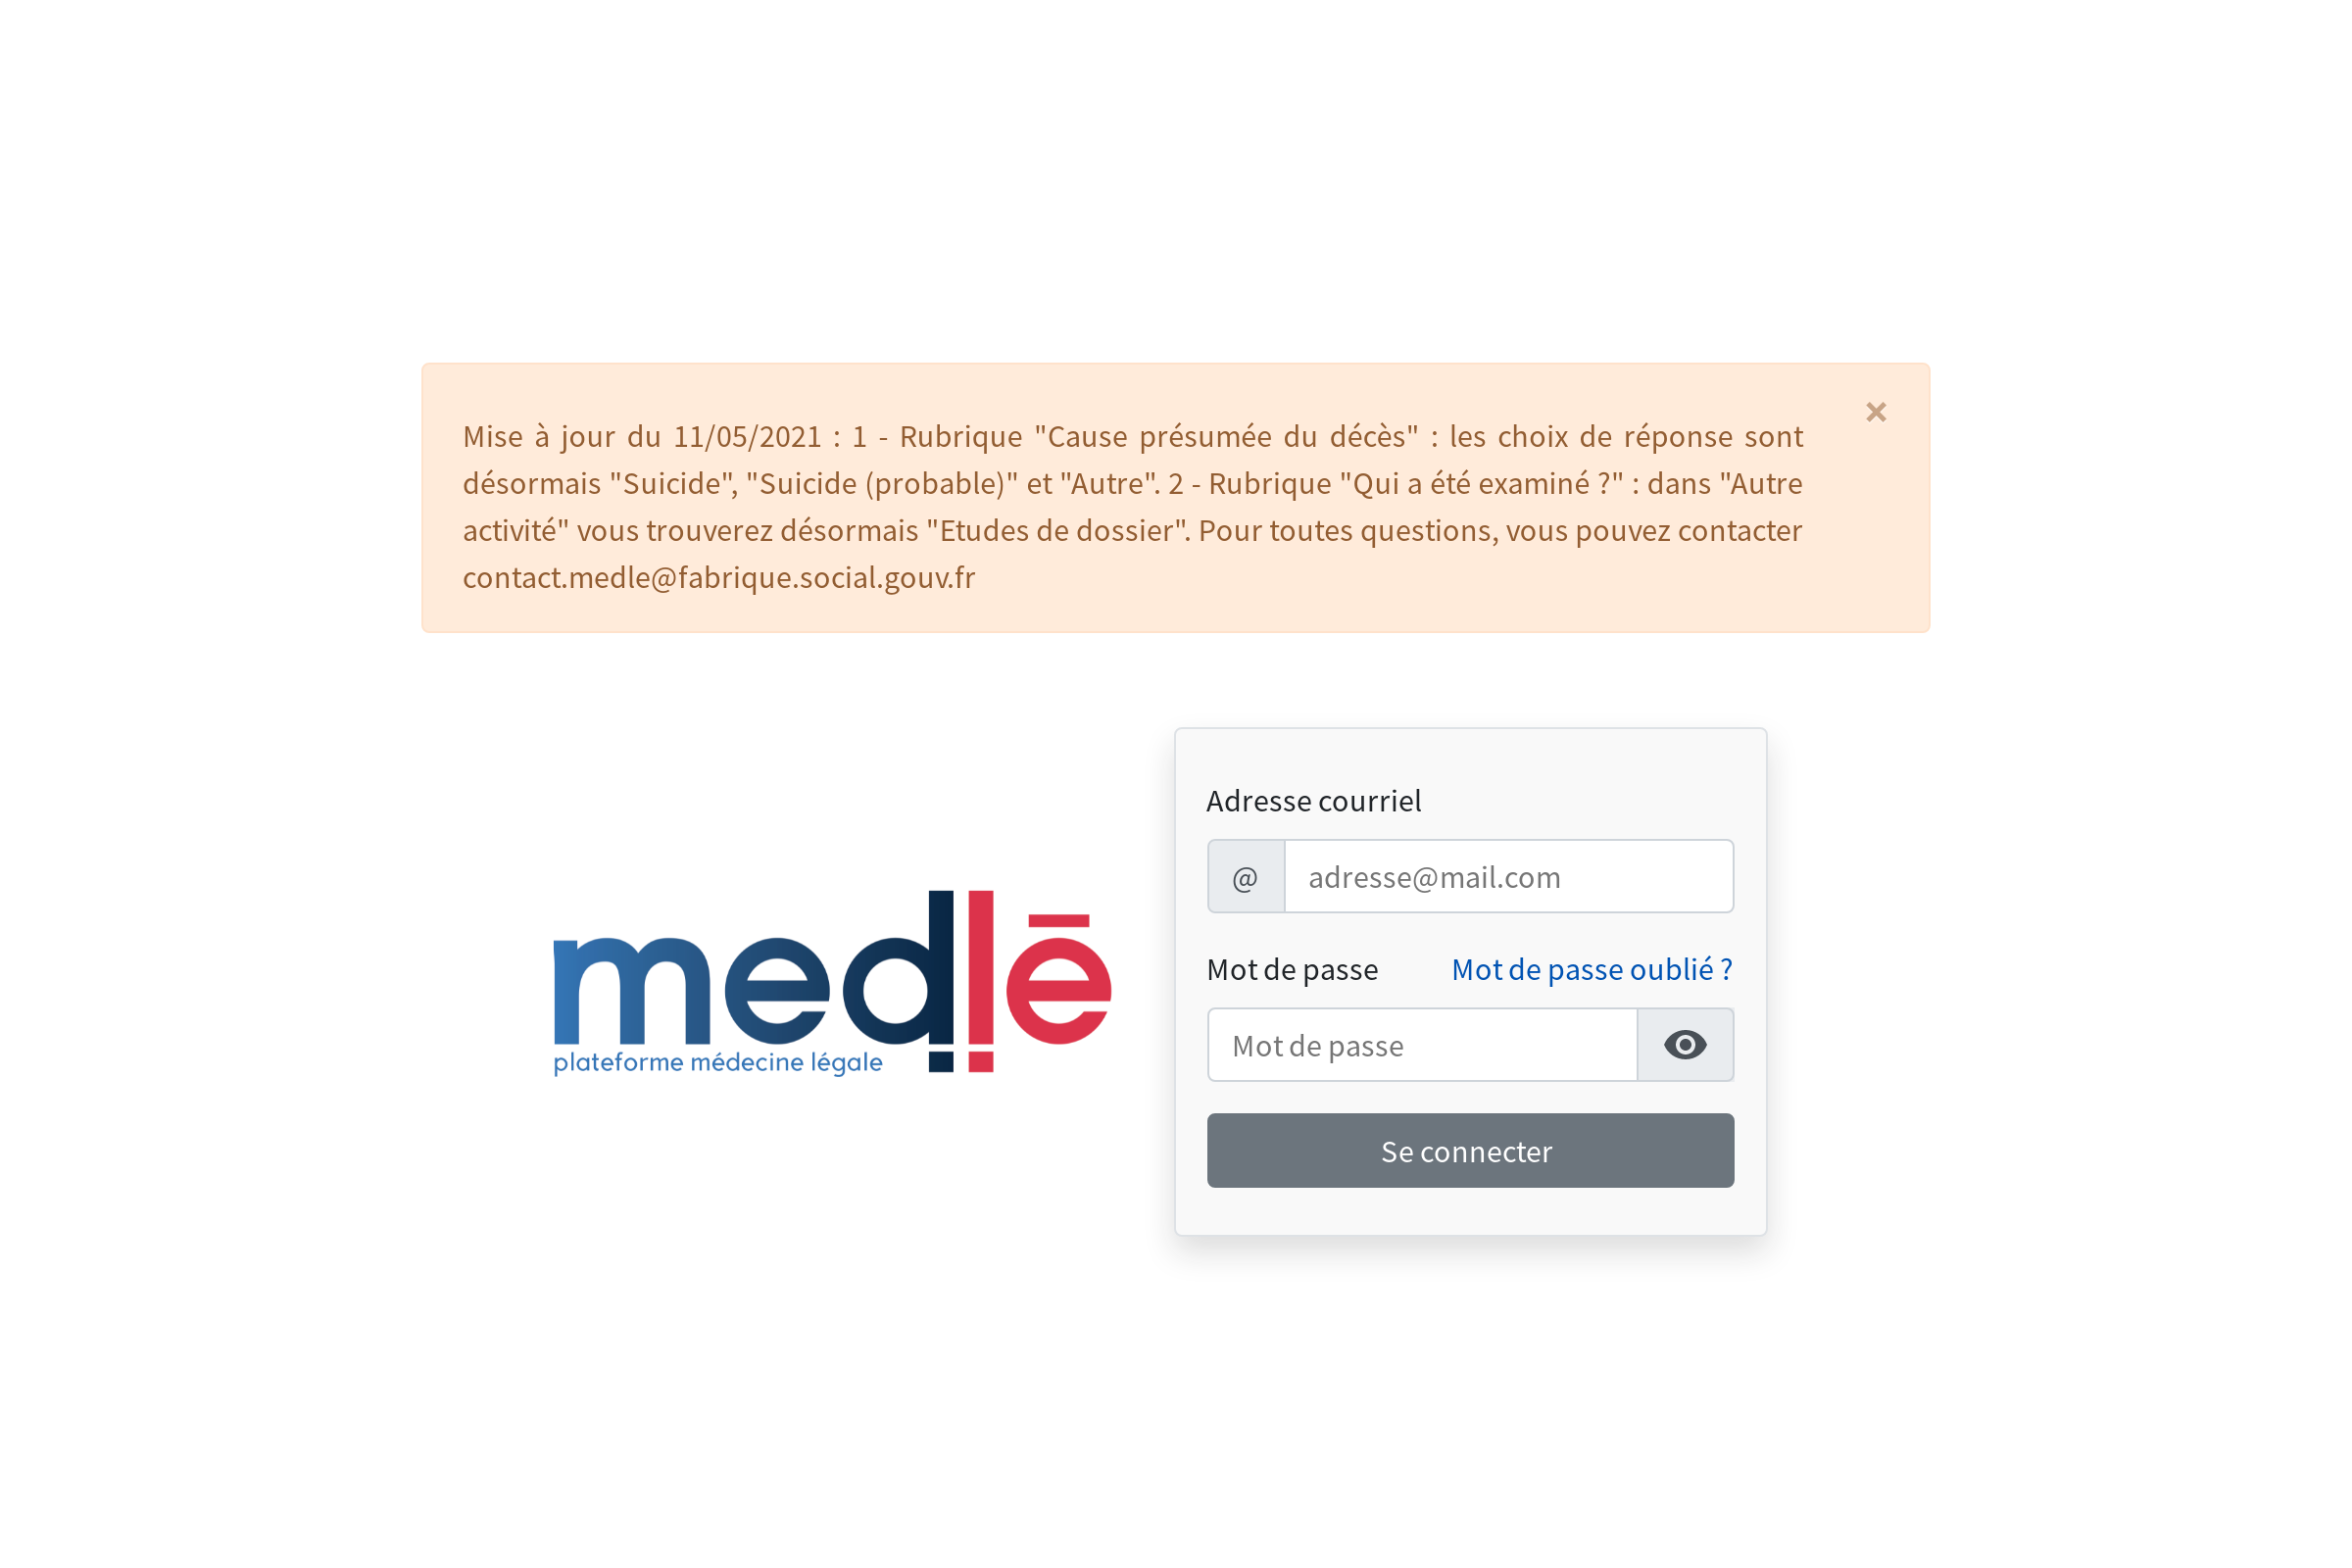 Mise à jour du 11/05/2021 : 1 - Rubrique "Cause présumée du décès" : les choix de réponse sont
désormais "Suicide", "Suicide (probable)" et "Autre". 2 - Rubrique "Qui a été examiné ?" : dans "Autre
activité" vous trouverez désormais "Etudes de dossier". Pour toutes questions, vous pouvez contacter
contact.medle@fabrique.social.gouv.fr
×
medlē
plateforme médecine légale
Adresse courriel
@ adresse@mail.com
Mot de passe Mot de passe oublié ?
Mot de passe
Se connecter